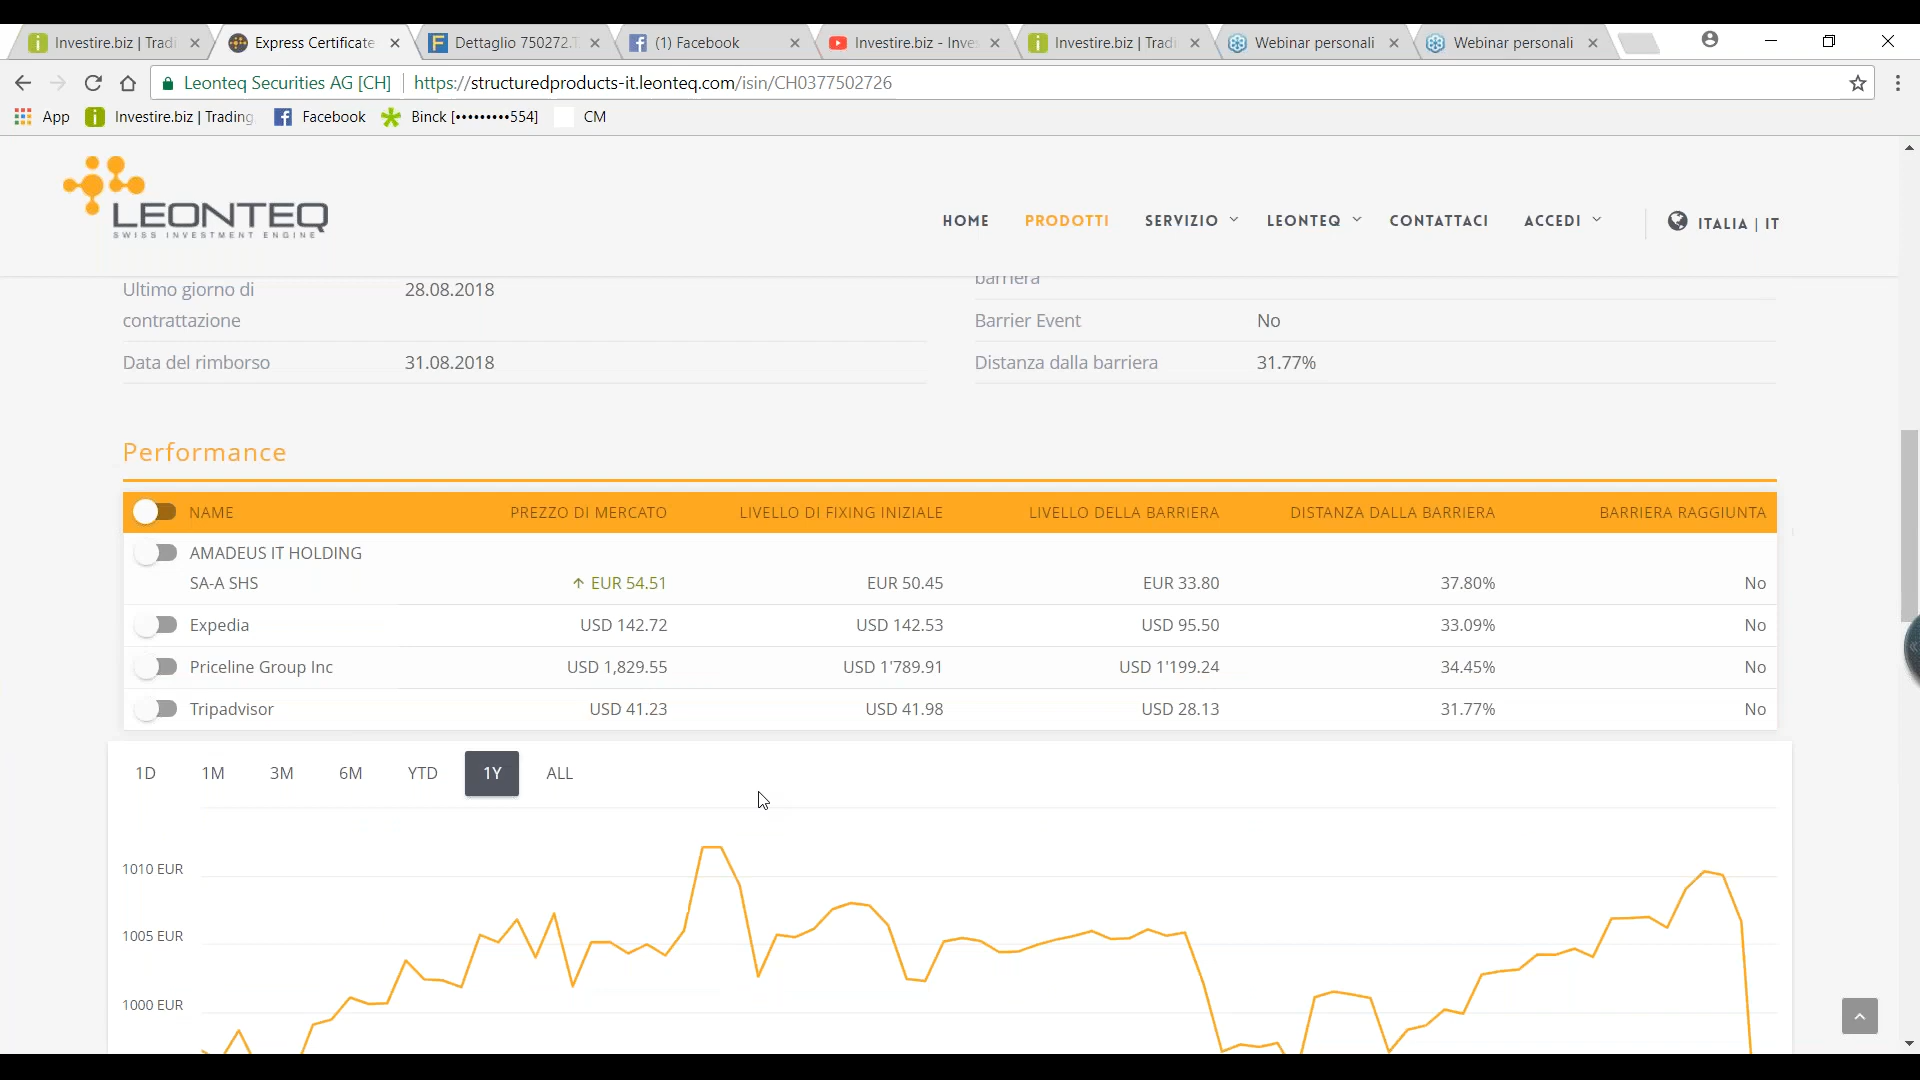 Investire.biz | Tradi
Express Certificate
Dettaglio 750272.T
(1) Facebook
Investire.biz - Inves
Investire.biz | Tradi
Webinar personali
Webinar personali
Leonteq Securities AG [CH]
https://structuredproducts-it.leonteq.com/isin/CH0377502726
App
Investire.biz | Trading,
Facebook
Binck [•••••••••554]
CM
LEONTEQ
SWISS INVESTMENT ENGINE
HOME
PRODOTTI
SERVIZIO
LEONTEQ
CONTATTACI
ACCEDI
ITALIA | IT
Ultimo giorno di
contrattazione
28.08.2018
Data del rimborso
31.08.2018
barriera
Barrier Event
No
Distanza dalla barriera
31.77%
Performance
NAME PREZZO DI MERCATO LIVELLO DI FIXING INIZIALE LIVELLO DELLA BARRIERA DISTANZA DALLA BARRIERA BARRIERA RAGGIUNTA
AMADEUS IT HOLDING
SA-A SHS ↑ EUR 54.51 EUR 50.45 EUR 33.80 37.80% No
Expedia USD 142.72 USD 142.53 USD 95.50 33.09% No
Priceline Group Inc USD 1,829.55 USD 1'789.91 USD 1'199.24 34.45% No
Tripadvisor USD 41.23 USD 41.98 USD 28.13 31.77% No
1D 1M 3M 6M YTD 1Y ALL
1010 EUR
1005 EUR
1000 EUR